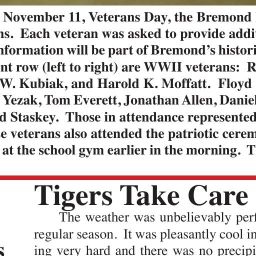 November 11, Veterans Day, the Bremond
ns. Each veteran was asked to provide addi
nformation will be part of Bremond's histori
nt row (left to right) are WWII veterans: R
W. Kubiak, and Harold K. Moffatt. Floyd
Yezak, Tom Everett, Jonathan Allen, Daniel
d Staskey. Those in attendance represented
e veterans also attended the patriotic cerem
at the school gym earlier in the morning. T
Tigers Take Care
The weather was unbelievably perf
regular season. It was pleasantly cool in
ing very hard and there was no precipi
s